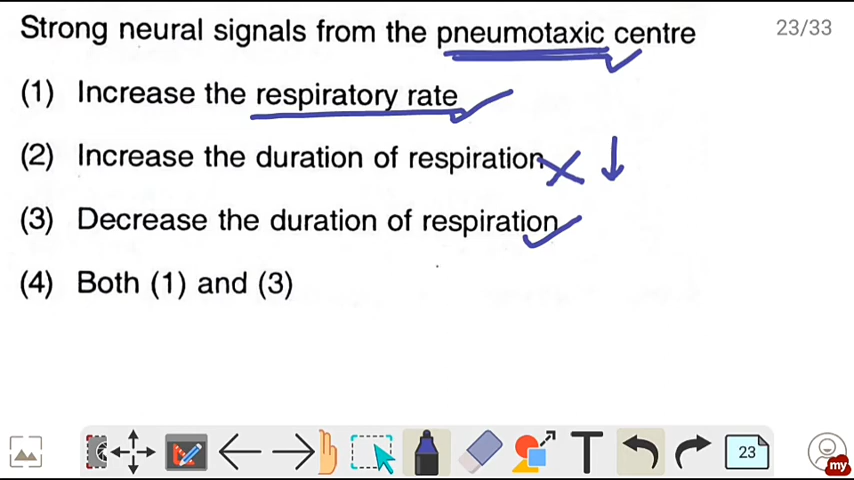 Strong neural signals from the pneumotaxic centre
23/33
(1) Increase the respiratory rate
(2) Increase the duration of respiration
(3) Decrease the duration of respiration
(4) Both (1) and (3)
T
23
my